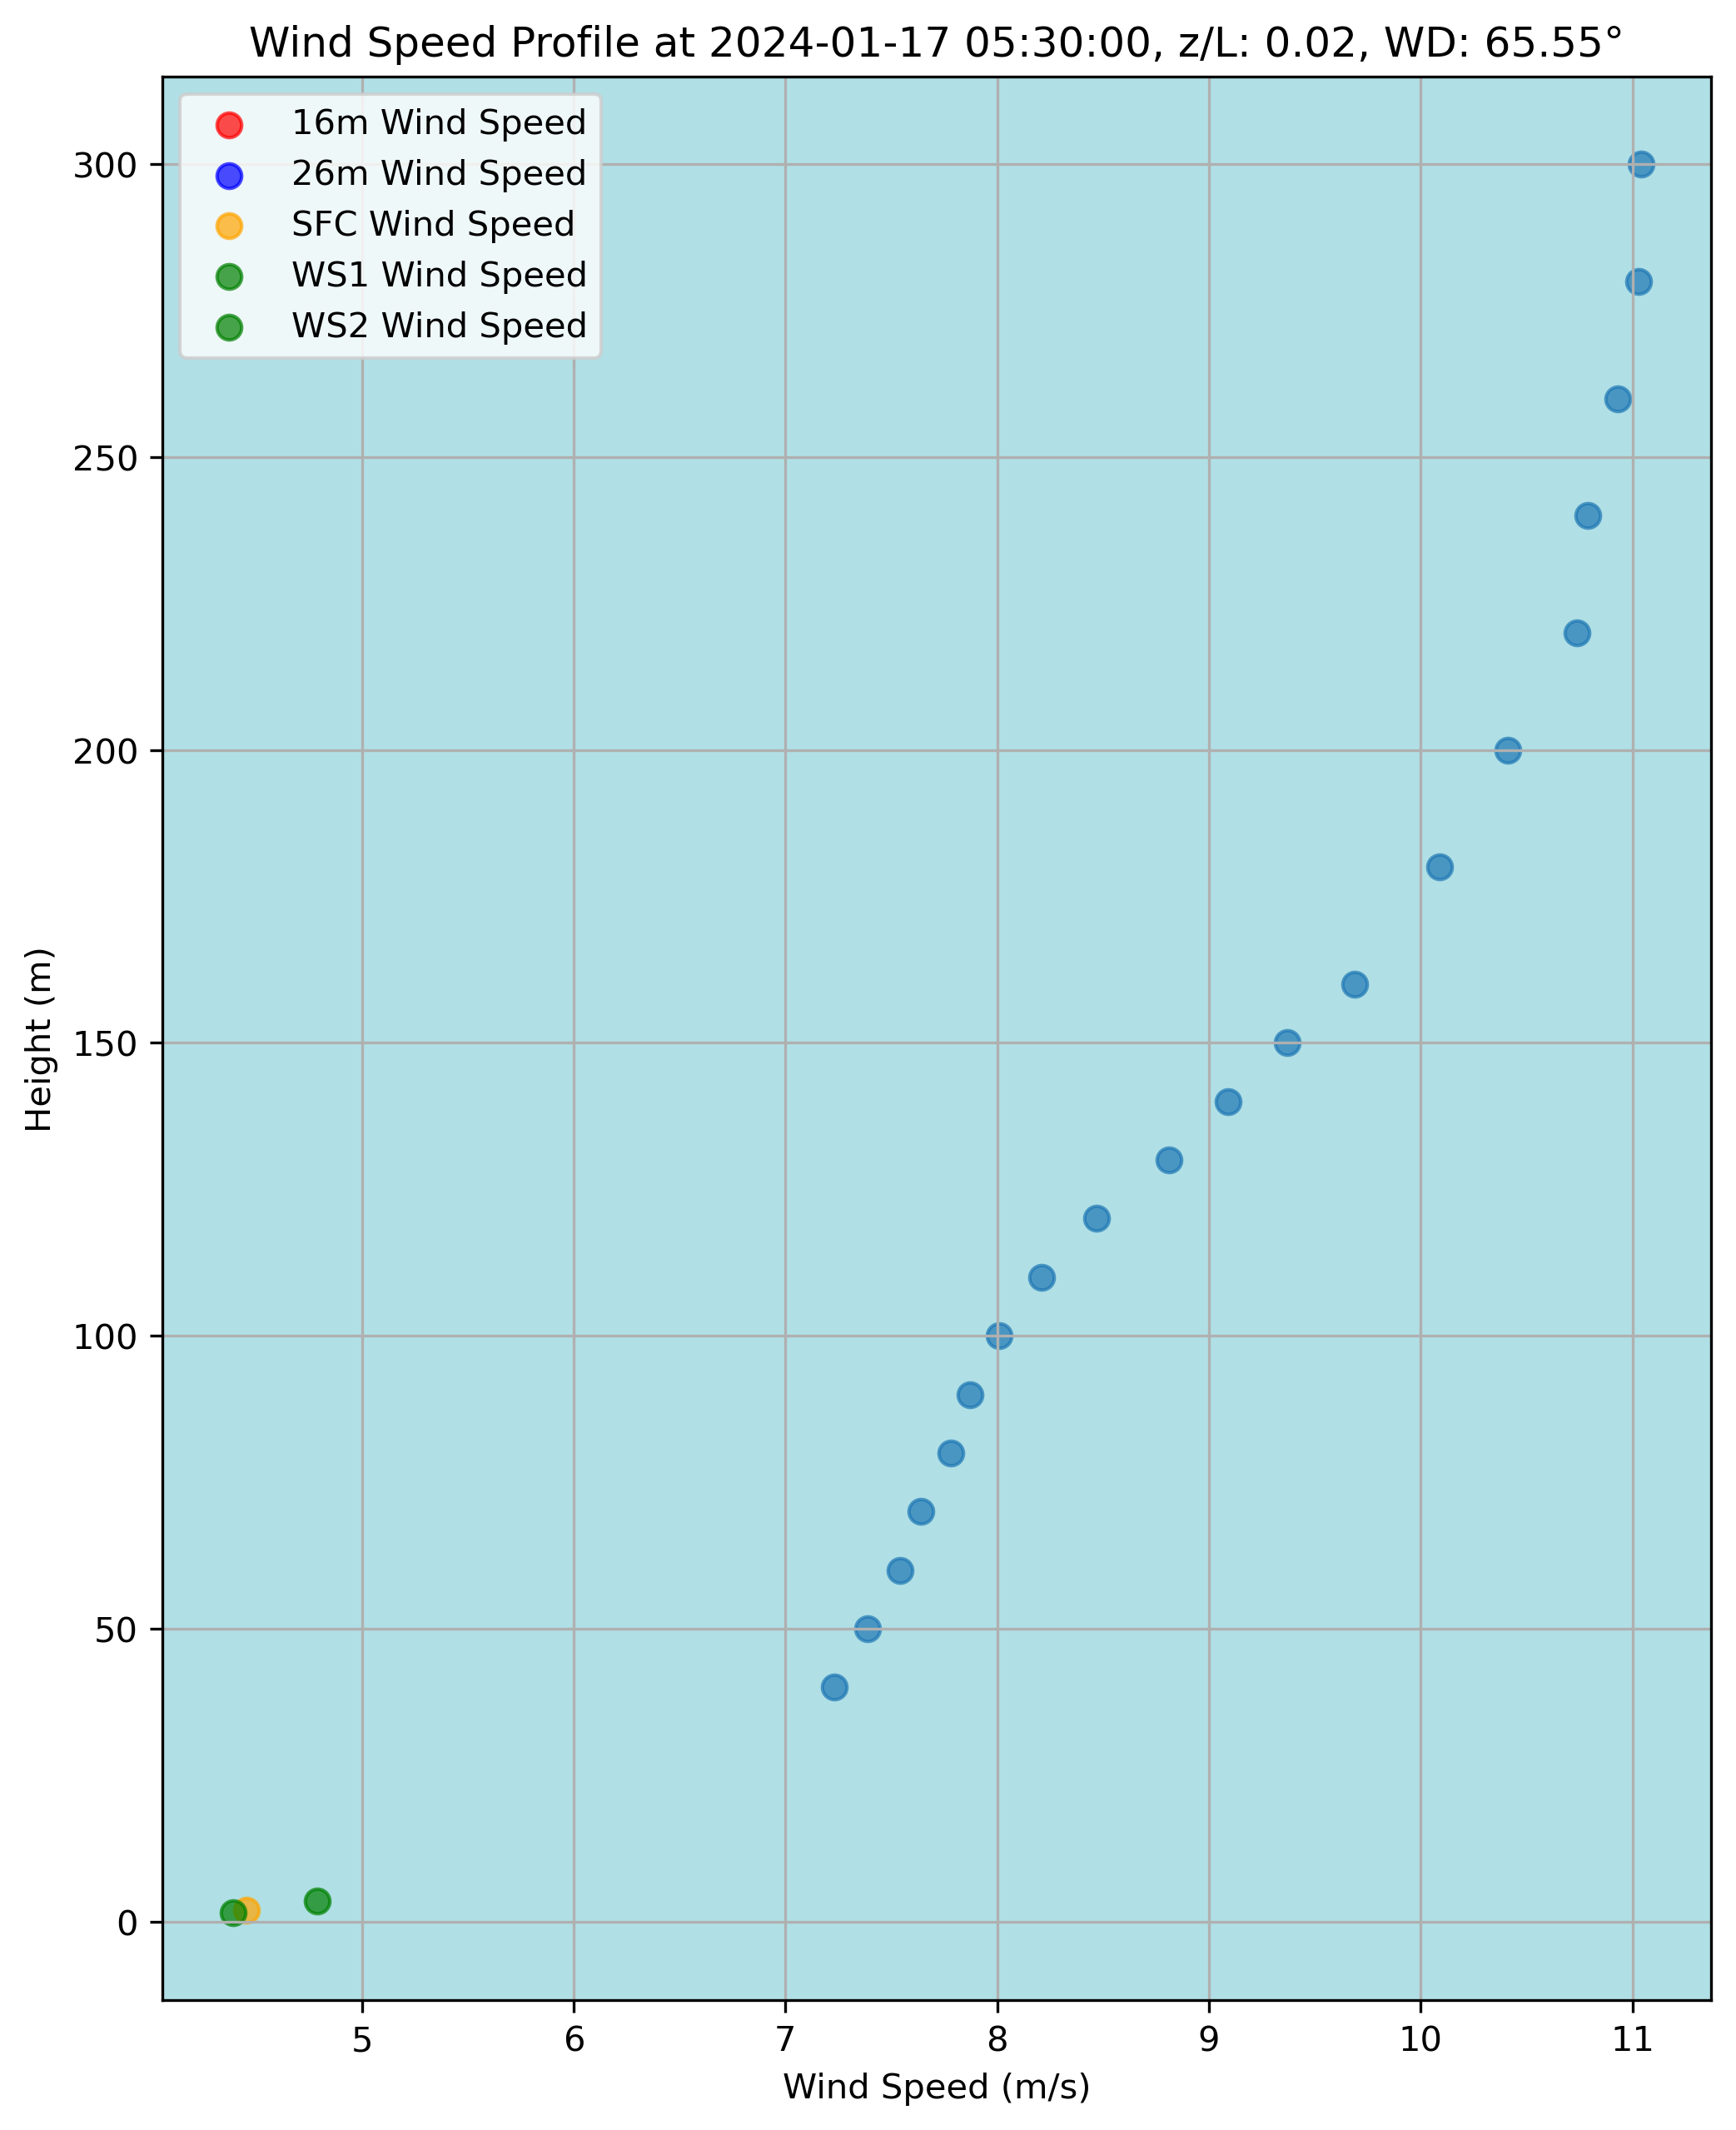 Wind Speed Profile at 2024-01-17 05:30:00, z/L: 0.02, WD: 65.55°
16m Wind Speed
26m Wind Speed
SFC Wind Speed
WS1 Wind Speed
WS2 Wind Speed
300
250
200
150
100
50
0
Height (m)
5 6 7 8 9 10 11
Wind Speed (m/s)